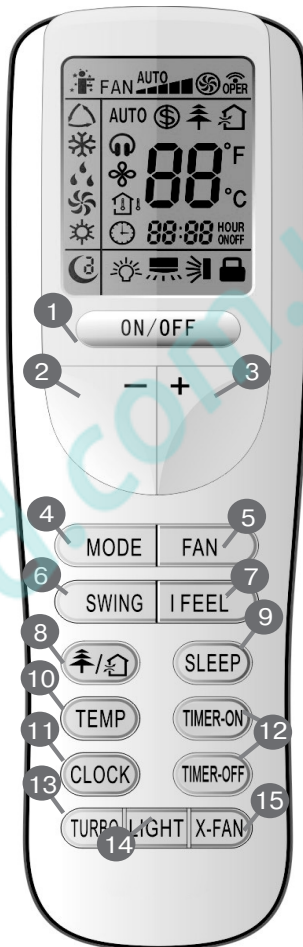 FAN AUTO OPER
AUTO
88 °F
°C
88:88 HOUR
ONOFF
1
ON/OFF
2 − + 3
4 MODE FAN 5
6 SWING I FEEL 7
8 / SLEEP 9
10 TEMP TIMER-ON
11 CLOCK TIMER-OFF 12
13 TURBO LIGHT X-FAN 15
14